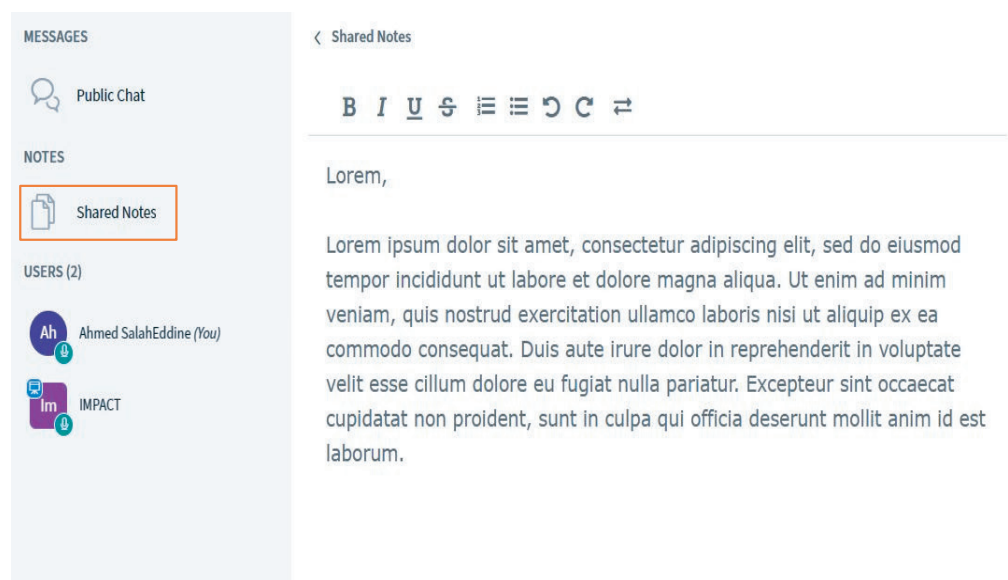 MESSAGES
Public Chat
NOTES
Shared Notes
USERS (2)
Ah
Ahmed SalahEddine (You)
Im
IMPACT
Shared Notes
B I U S
Lorem,
Lorem ipsum dolor sit amet, consectetur adipiscing elit, sed do eiusmod
tempor incididunt ut labore et dolore magna aliqua. Ut enim ad minim
veniam, quis nostrud exercitation ullamco laboris nisi ut aliquip ex ea
commodo consequat. Duis aute irure dolor in reprehenderit in voluptate
velit esse cillum dolore eu fugiat nulla pariatur. Excepteur sint occaecat
cupidatat non proident, sunt in culpa qui officia deserunt mollit anim id est
laborum.